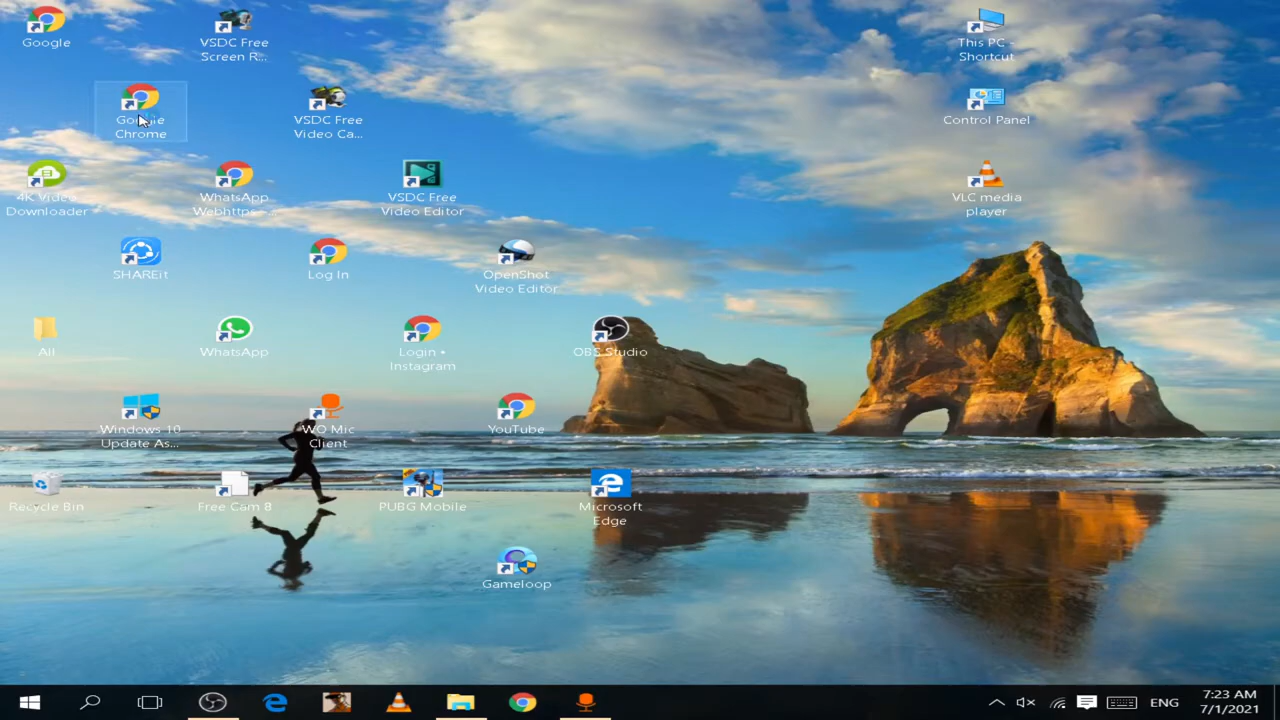 Google
VSDC Free
Screen R...
This PC -
Shortcut
Google
Chrome
VSDC Free
Video Ca...
Control Panel
4K Video
Downloader
WhatsApp
Webhttps...
VSDC Free
Video Editor
VLC media
player
SHAREit
Log In
OpenShot
Video Editor
All
WhatsApp
Login •
Instagram
OBS Studio
Windows 10
Update As...
WO Mic
Client
YouTube
Recycle Bin
Free Cam 8
PUBG Mobile
Microsoft
Edge
Gameloop
ENG
7:23 AM
7/1/2021